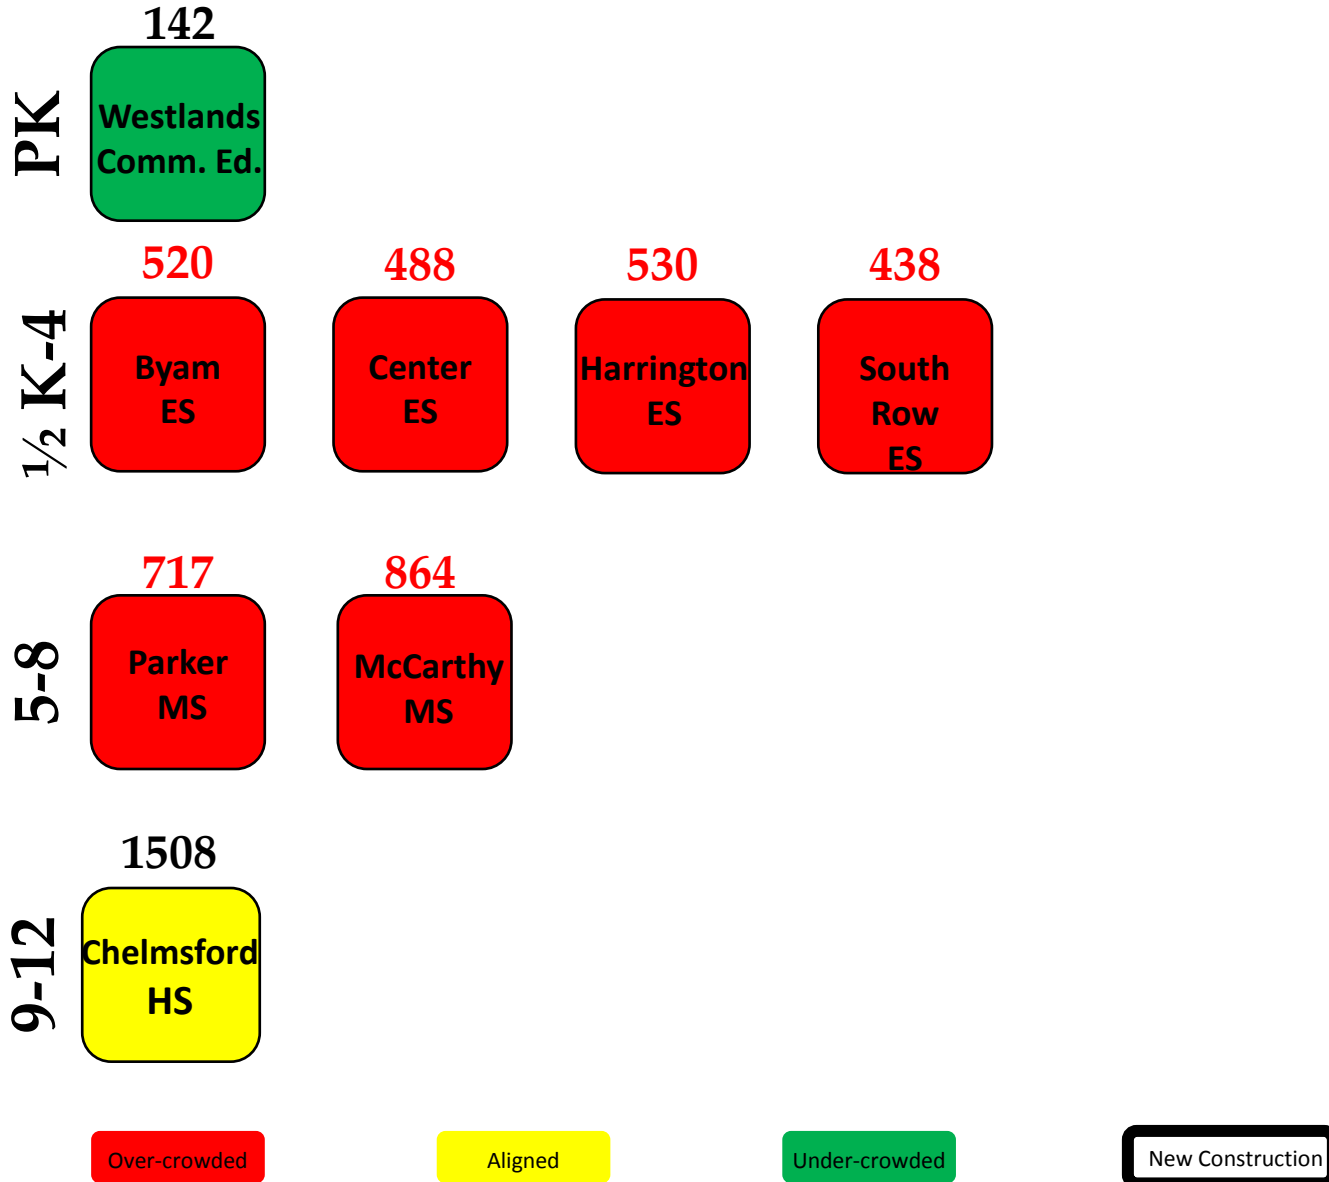 142
PK
Westlands
Comm. Ed.
520
488
530
438
½ K-4
Byam
ES
Center
ES
Harrington
ES
South
Row
ES
717
864
5-8
Parker
MS
McCarthy
MS
1508
9-12
Chelmsford
HS
Over-crowded
Aligned
Under-crowded
New Construction